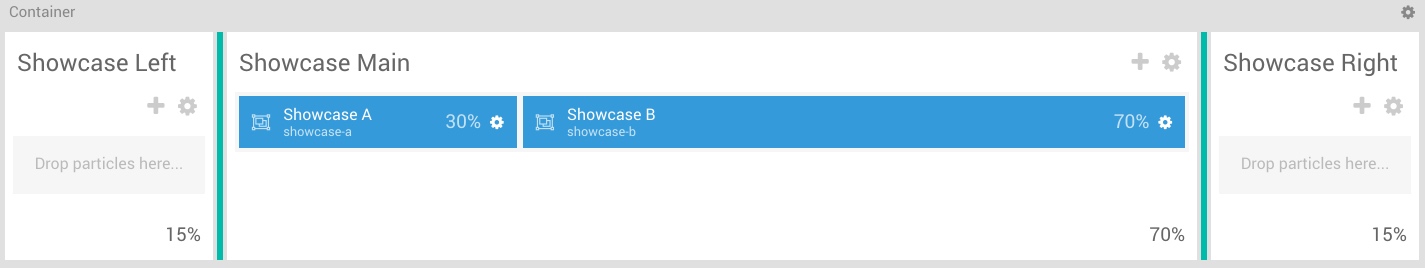 Container
Showcase Left
Drop particles here...
15%
Showcase Main
Showcase A
showcase-a
30%
Showcase B
showcase-b
70%
70%
Showcase Right
Drop particles here...
15%